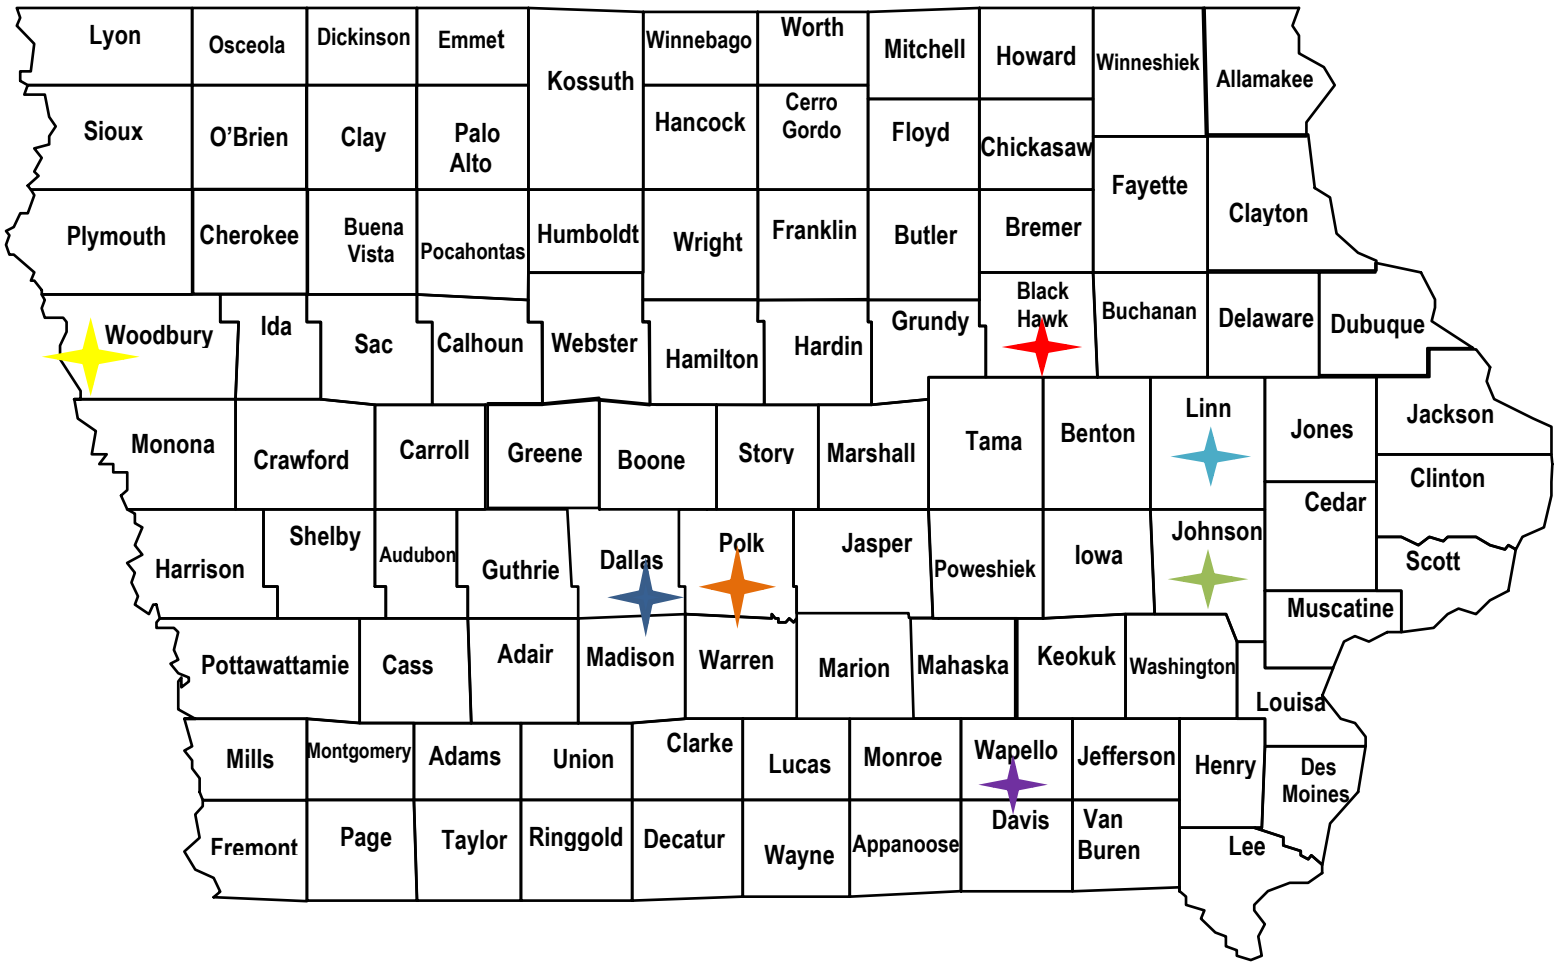 Lyon
Osceola
Dickinson
Emmet
Kossuth
Winnebago
Worth
Mitchell
Howard
Winneshiek
Allamakee
Sioux
O’Brien
Clay
Palo
Alto
Hancock
Cerro
Gordo
Floyd
Chickasaw
Fayette
Clayton
Plymouth
Cherokee
Buena
Vista
Pocahontas
Humboldt
Wright
Franklin
Butler
Bremer
Woodbury
Ida
Sac
Calhoun
Webster
Hamilton
Hardin
Grundy
Black
Hawk
Buchanan
Delaware
Dubuque
Monona
Crawford
Carroll
Greene
Boone
Story
Marshall
Tama
Benton
Linn
Jones
Jackson
Clinton
Cedar
Harrison
Shelby
Audubon
Guthrie
Dallas
Polk
Jasper
Poweshiek
Iowa
Johnson
Scott
Muscatine
Pottawattamie
Cass
Adair
Madison
Warren
Marion
Mahaska
Keokuk
Washington
Louisa
Mills
Montgomery
Adams
Union
Clarke
Lucas
Monroe
Wapello
Jefferson
Henry
Des
Moines
Fremont
Page
Taylor
Ringgold
Decatur
Wayne
Appanoose
Davis
Van
Buren
Lee